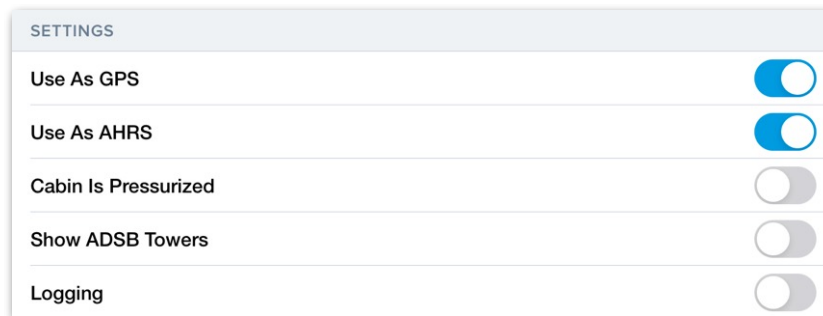 SETTINGS
Use As GPS
Use As AHRS
Cabin Is Pressurized
Show ADSB Towers
Logging